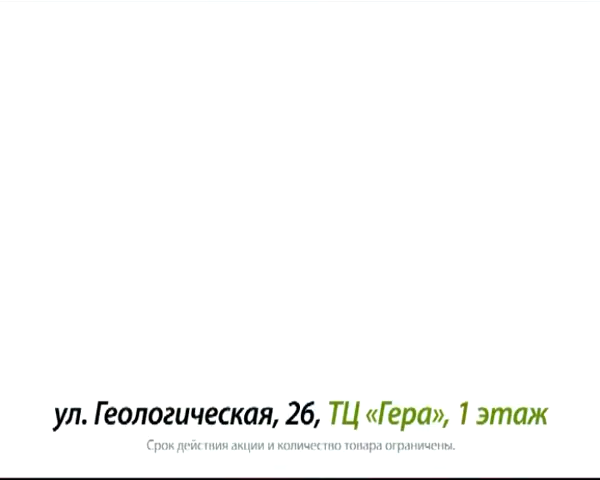 ул. Геологическая, 26, ТЦ «Гера», 1 этаж
Срок действия акции и количество товара ограничены.